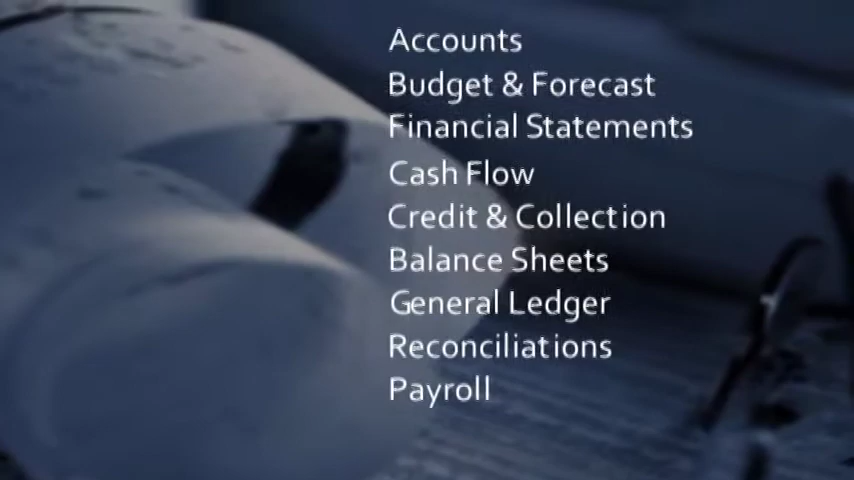 Accounts
Budget & Forecast
Financial Statements
Cash Flow
Credit & Collection
Balance Sheets
General Ledger
Reconciliations
Payroll